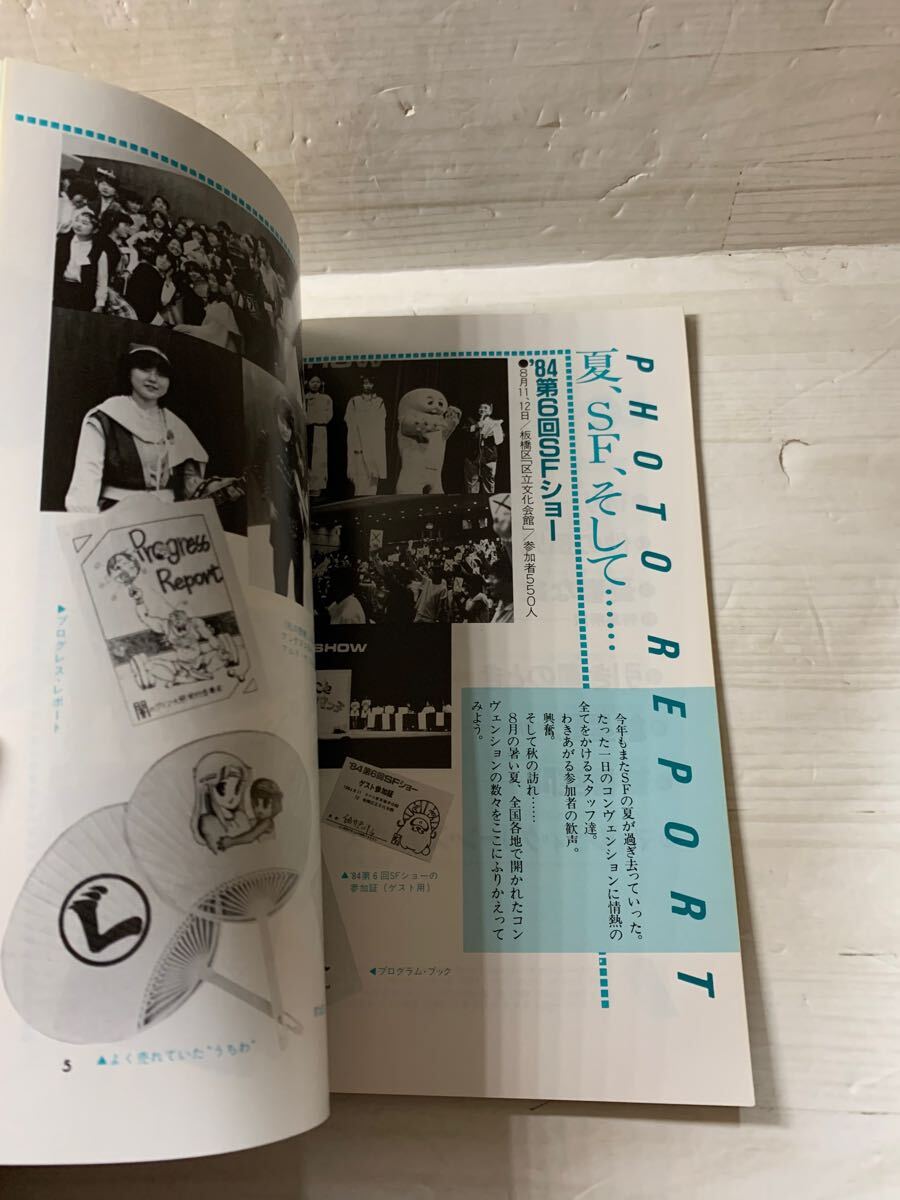 PHOTO REPORT
夏、SF、そして……
'84第6回SFショー
●8月11、12日/板橋区「区立文化会館」/参加者550人
今年もまたSFの夏が過ぎ去っていった。
たった一日のコンヴェンションに情熱の
全てをかけるスタッフ達。
わきあがる参加者の歓声。
興奮。
そして秋の訪れ……
8月の暑い夏、全国各地で開かれたコン
ヴェンションの数々をここにふりかえって
みよう。
SHOW
SHOW
'84第6回SFショー
ゲスト参加証
▲'84第6回SFショーの
参加証(ゲスト用)
◀プログラム・ブック
Progress
Report
▶プログレス・レポート
▲よく売れていた"うちわ"
5